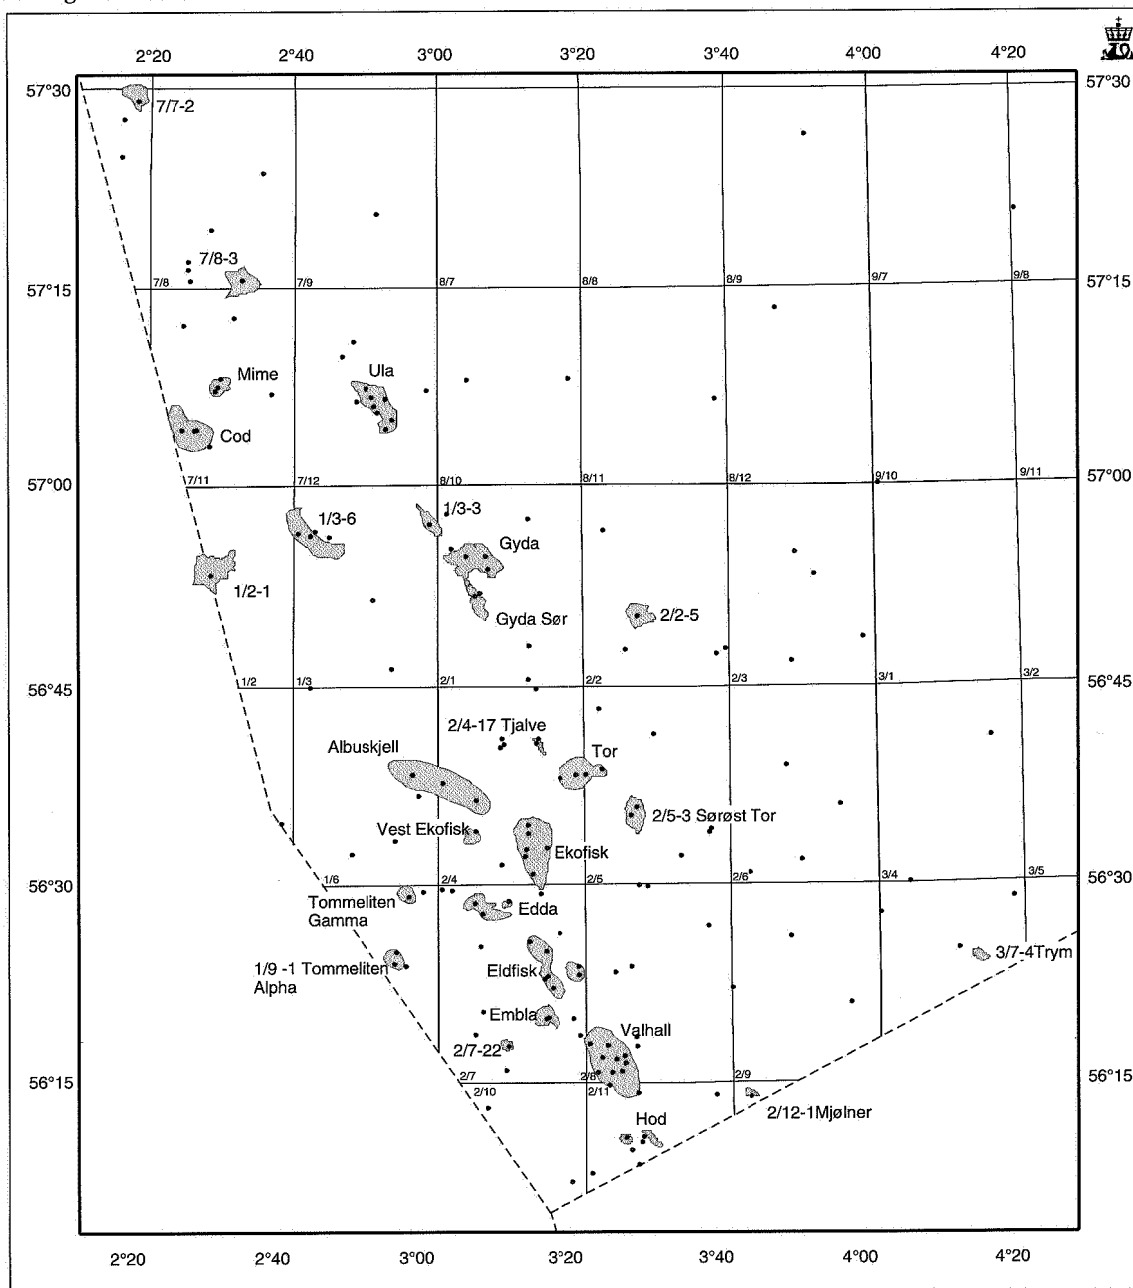 2°20 2°40 3°00 3°20 3°40 4°00 4°20
57°30 57°30
7/7-2
7/8-3
7/8 7/9 8/7 8/8 8/9 9/7 9/8
57°15 57°15
Mime Ula
Cod
7/11 7/12 8/10 8/11 8/12 9/10 9/11
57°00 57°00
1/3-6 1/3-3
Gyda
1/2-1
Gyda Sør 2/2-5
1/2 1/3 2/1 2/2 2/3 3/1 3/2
56°45 56°45
2/4-17 Tjalve
Albuskjell Tor
2/5-3 Sørøst Tor
Vest Ekofisk
Ekofisk
1/6 2/4 2/5 2/6 3/4 3/5
56°30 56°30
Tommeliten
Gamma
Edda
3/7-4Trym
1/9 -1 Tommeliten
Alpha
Eldfisk
Embla Valhall
2/7-22
56°15 56°15
2/7 2/8 2/9
2/10 2/11
2/12-1Mjølner
Hod
2°20 2°40 3°00 3°20 3°40 4°00 4°20